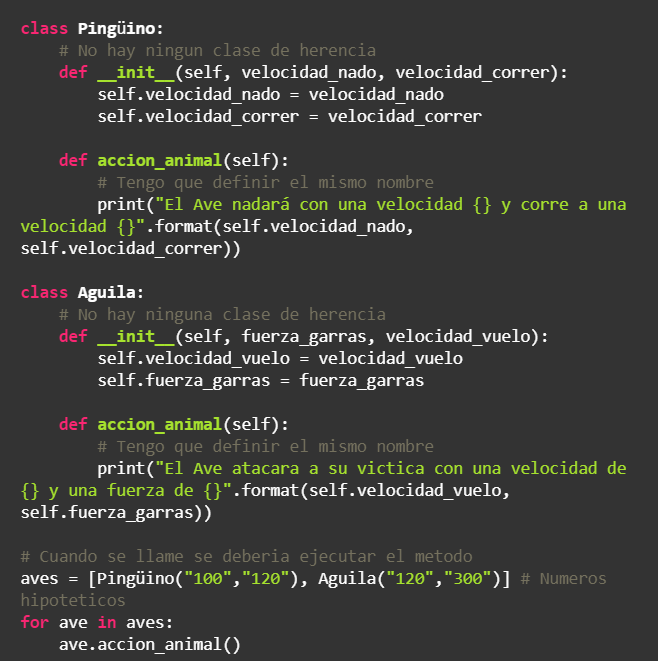 class Pingüino:
    # No hay ningun clase de herencia
    def __init__(self, velocidad_nado, velocidad_correr):
        self.velocidad_nado = velocidad_nado
        self.velocidad_correr = velocidad_correr

    def accion_animal(self):
        # Tengo que definir el mismo nombre
        print("El Ave nadará con una velocidad {} y corre a una
velocidad {}".format(self.velocidad_nado,
self.velocidad_correr))

class Aguila:
    # No hay ninguna clase de herencia
    def __init__(self, fuerza_garras, velocidad_vuelo):
        self.velocidad_vuelo = velocidad_vuelo
        self.fuerza_garras = fuerza_garras

    def accion_animal(self):
        # Tengo que definir el mismo nombre
        print("El Ave atacara a su victica con una velocidad de
{} y una fuerza de {}".format(self.velocidad_vuelo,
self.fuerza_garras))

# Cuando se llame se deberia ejecutar el metodo
aves = [Pingüino("100","120"), Aguila("120","300")] # Numeros
hipoteticos
for ave in aves:
    ave.accion_animal()